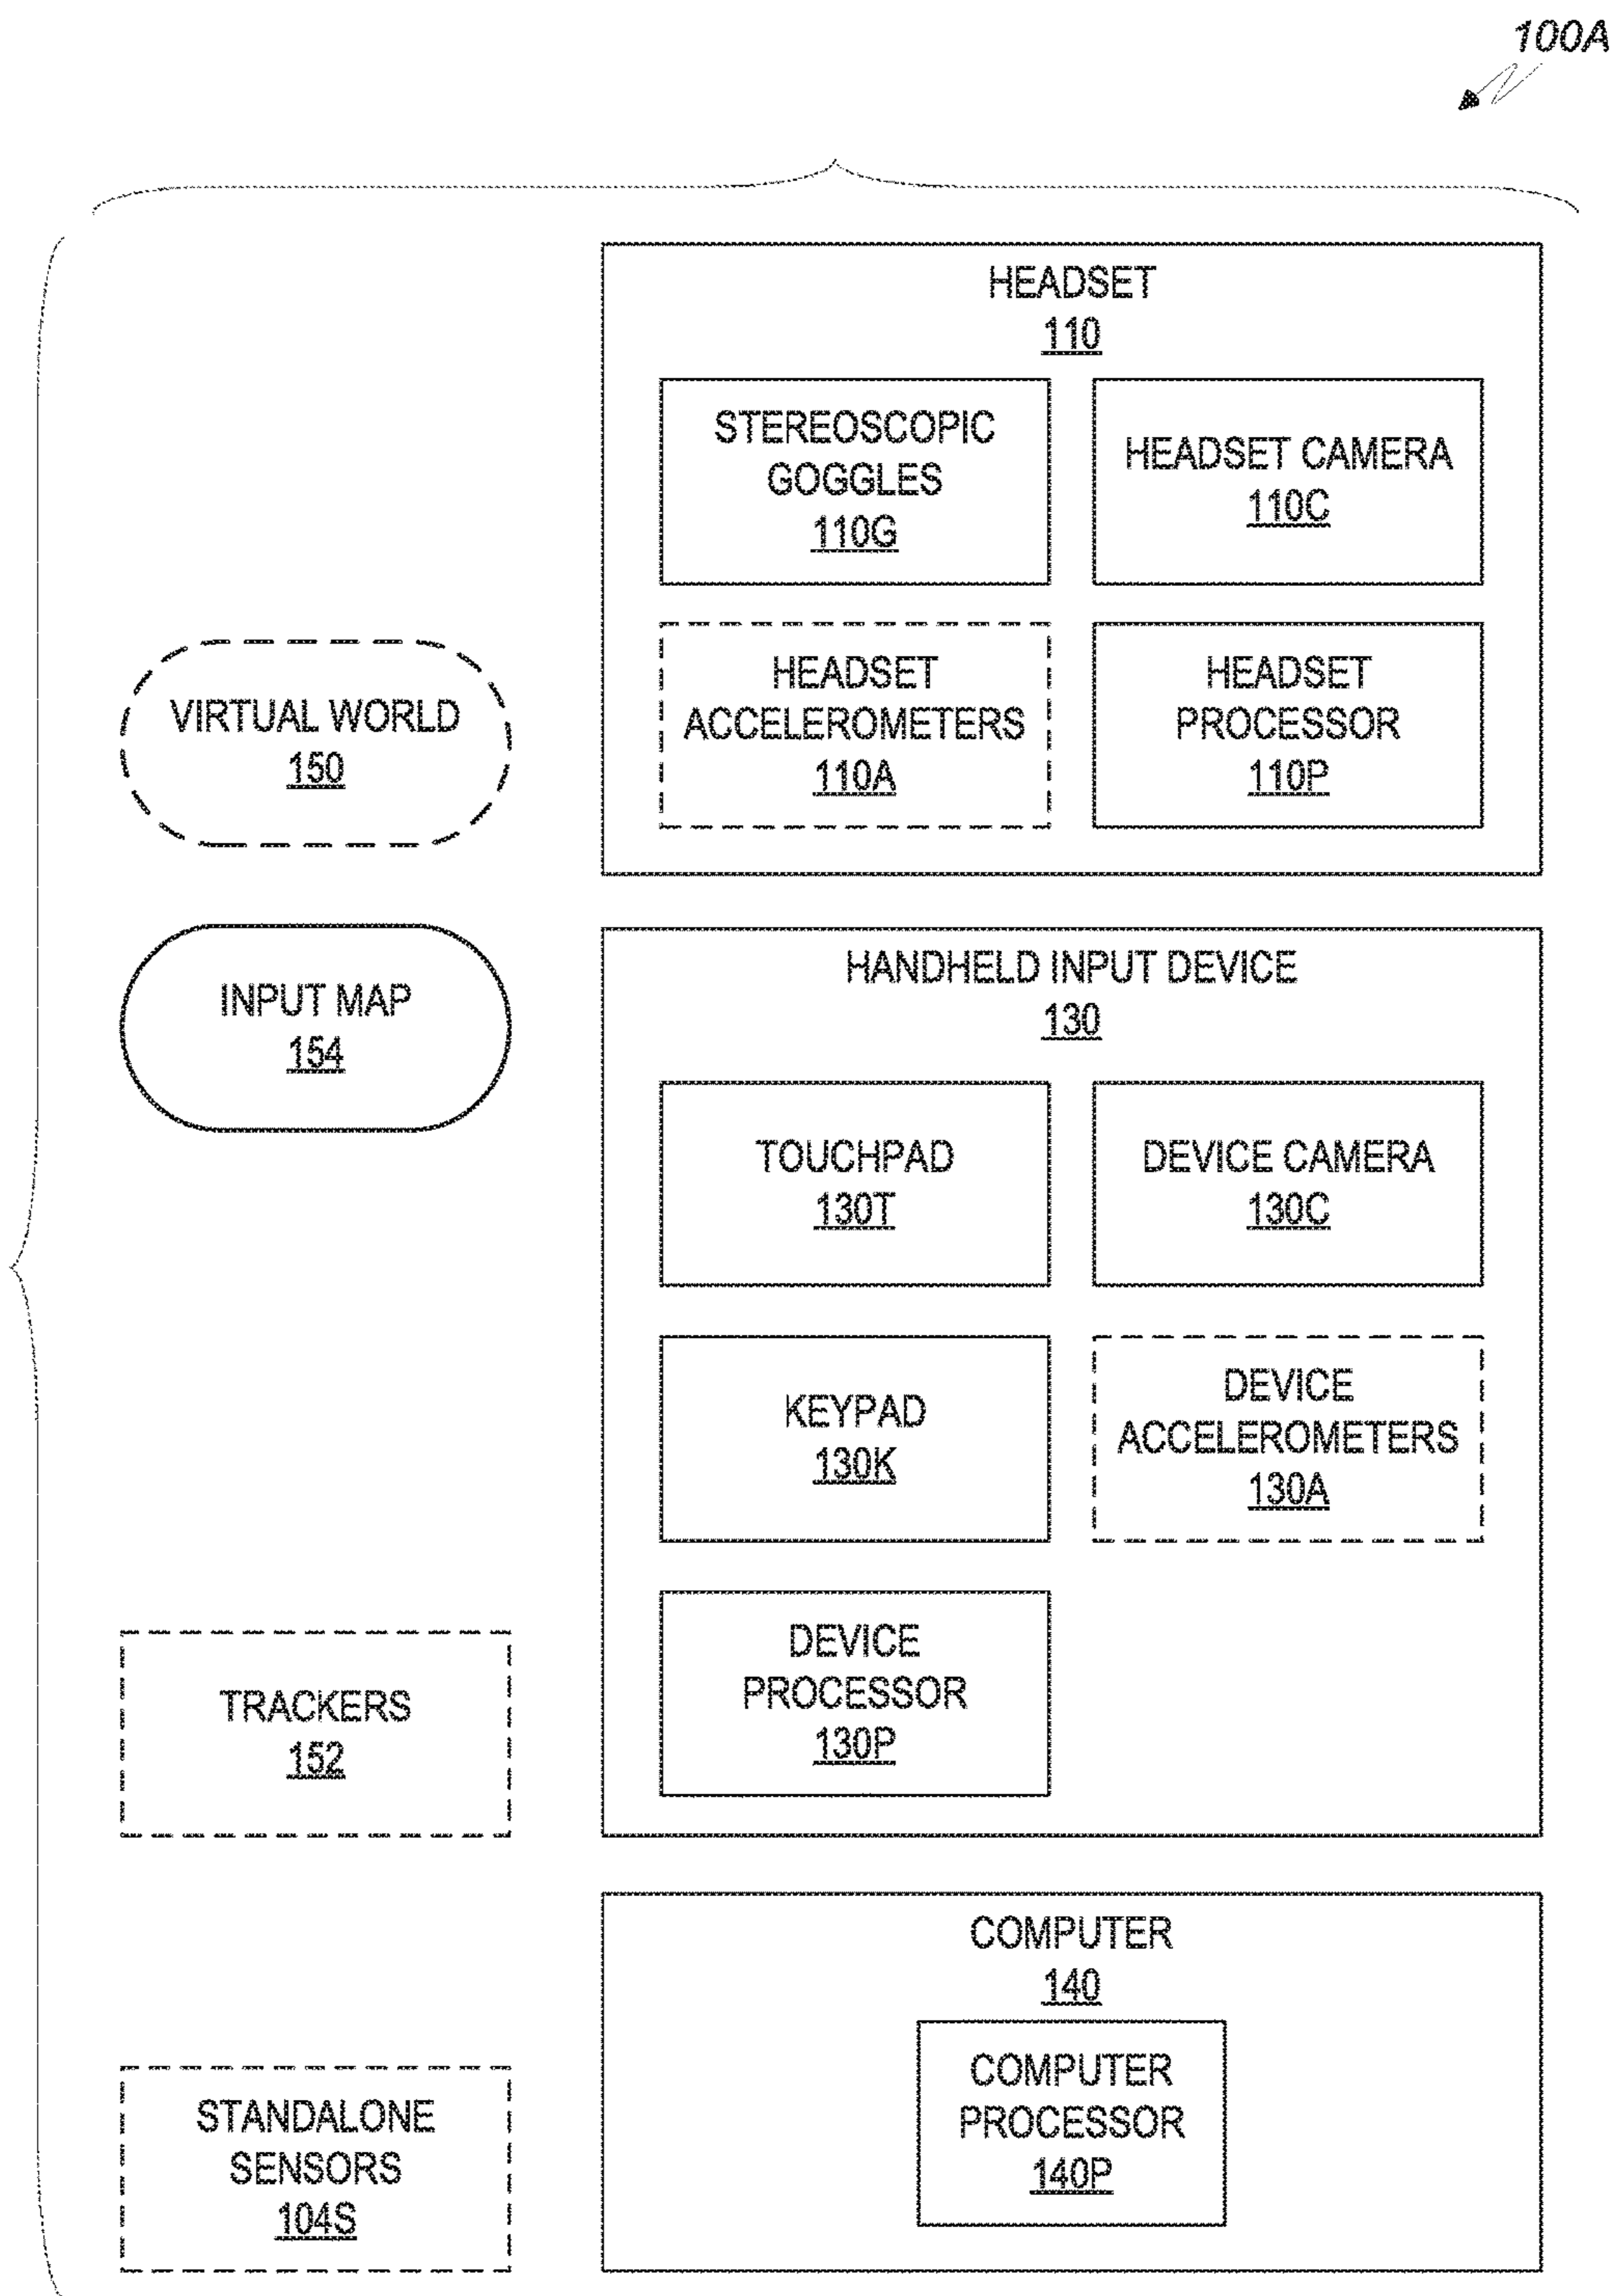 100A
HEADSET
110
STEREOSCOPIC
GOGGLES
110G
HEADSET CAMERA
110C
HEADSET
ACCELEROMETERS
110A
HEADSET
PROCESSOR
110P
VIRTUAL WORLD
150
INPUT MAP
154
HANDHELD INPUT DEVICE
130
TOUCHPAD
130T
DEVICE CAMERA
130C
KEYPAD
130K
DEVICE
ACCELEROMETERS
130A
DEVICE
PROCESSOR
130P
TRACKERS
152
COMPUTER
140
COMPUTER
PROCESSOR
140P
STANDALONE
SENSORS
104S